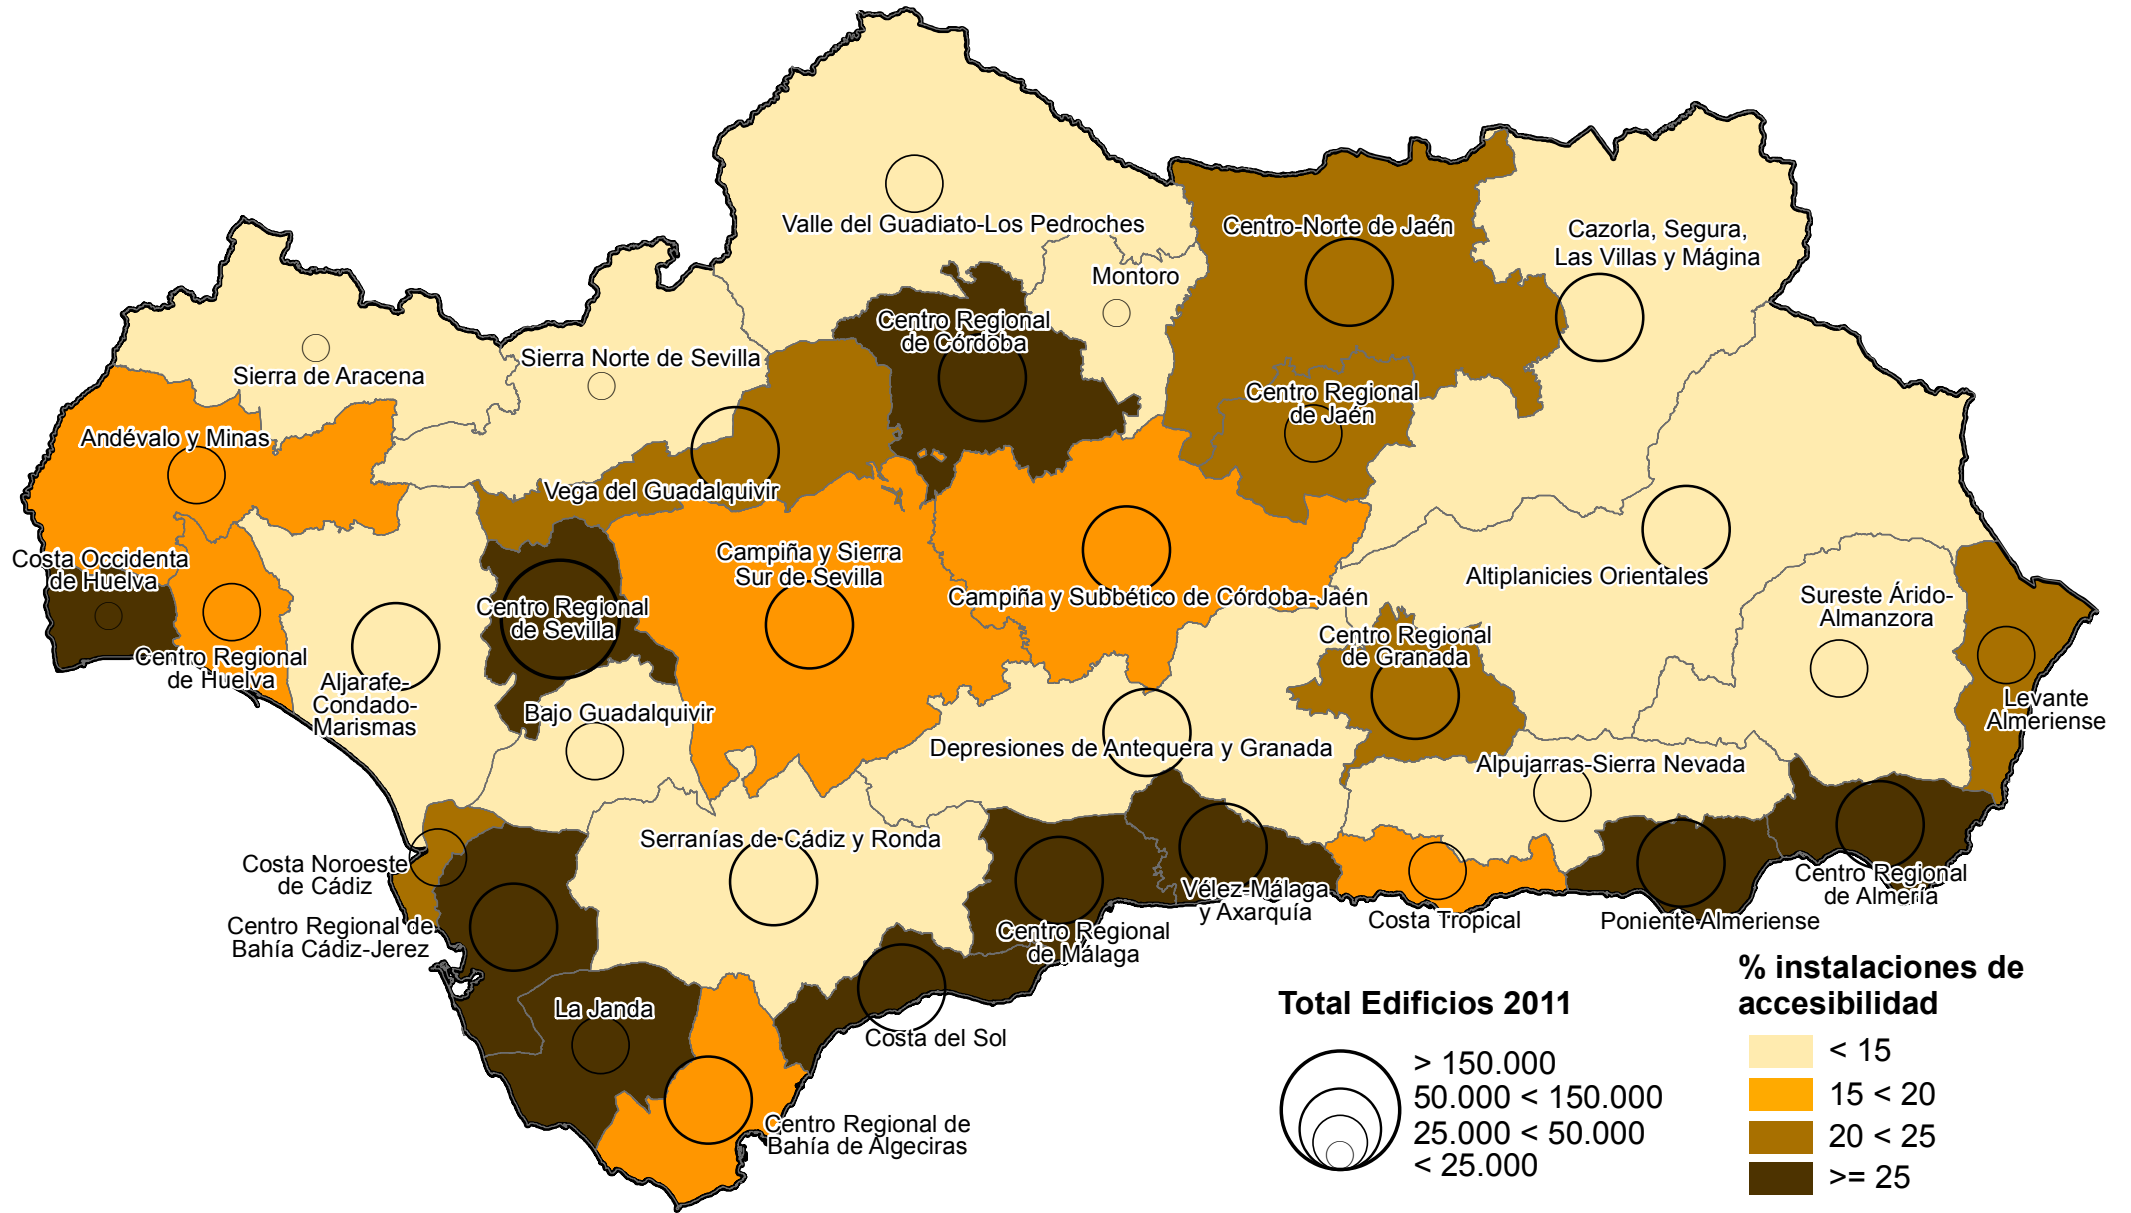 Valle del Guadiato-Los Pedroches
Centro-Norte de Jaén
Cazorla, Segura,
Las Villas y Mágina
Montoro
Centro Regional
de Córdoba
Sierra Norte de Sevilla
Sierra de Aracena
Centro Regional
de Jaén
Andévalo y Minas
Vega del Guadalquivir
Costa Occidenta
de Huelva
Campiña y Sierra
Sur de Sevilla
Campiña y Subbético de Córdoba-Jaén
Altiplanicies Orientales
Sureste Árido-
Almanzora
Centro Regional
de Sevilla
Centro Regional
de Granada
Centro Regional
de Huelva
Aljarafe-
Condado-
Marismas
Bajo Guadalquivir
Levante
Almeriense
Depresiones de Antequera y Granada
Alpujarras-Sierra Nevada
Serranías de Cádiz y Ronda
Costa Noroeste
de Cádiz
Centro Regional
de Almería
Vélez-Málaga
y Axarquía
Costa Tropical
Poniente Almeriense
Centro Regional de
Bahía Cádiz-Jerez
Centro Regional
de Málaga
La Janda
Costa del Sol
Centro Regional de
Bahía de Algeciras
Total Edificios 2011
> 150.000
50.000 < 150.000
25.000 < 50.000
< 25.000
% instalaciones de
accesibilidad
< 15
15 < 20
20 < 25
>= 25